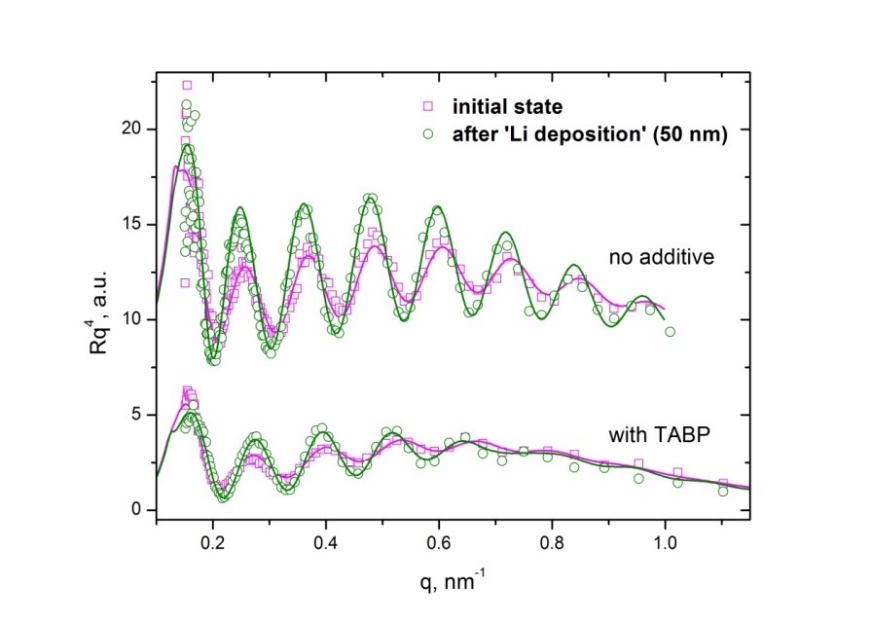 initial state
after 'Li deposition' (50 nm)
no additive
with TABP
Rq⁴, a.u.
20
15
10
5
0
0.2 0.4 0.6 0.8 1.0
q, nm⁻¹